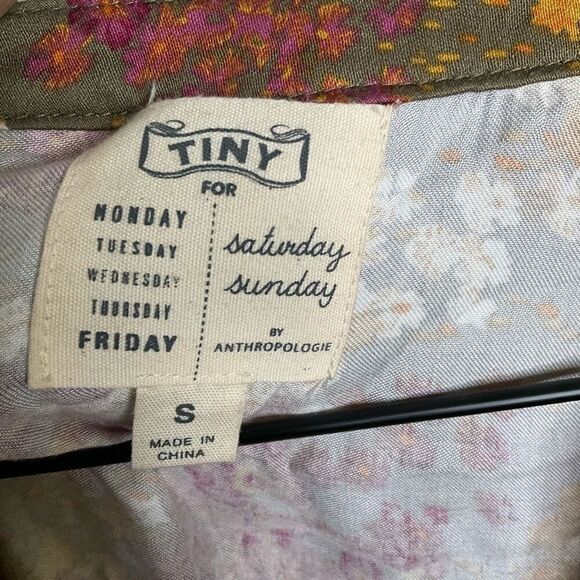 TINY
FOR
MONDAY
TUESDAY
WEDNESDAY
THURSDAY
FRIDAY
saturday
sunday
BY
ANTHROPOLOGIE
S
MADE IN
CHINA